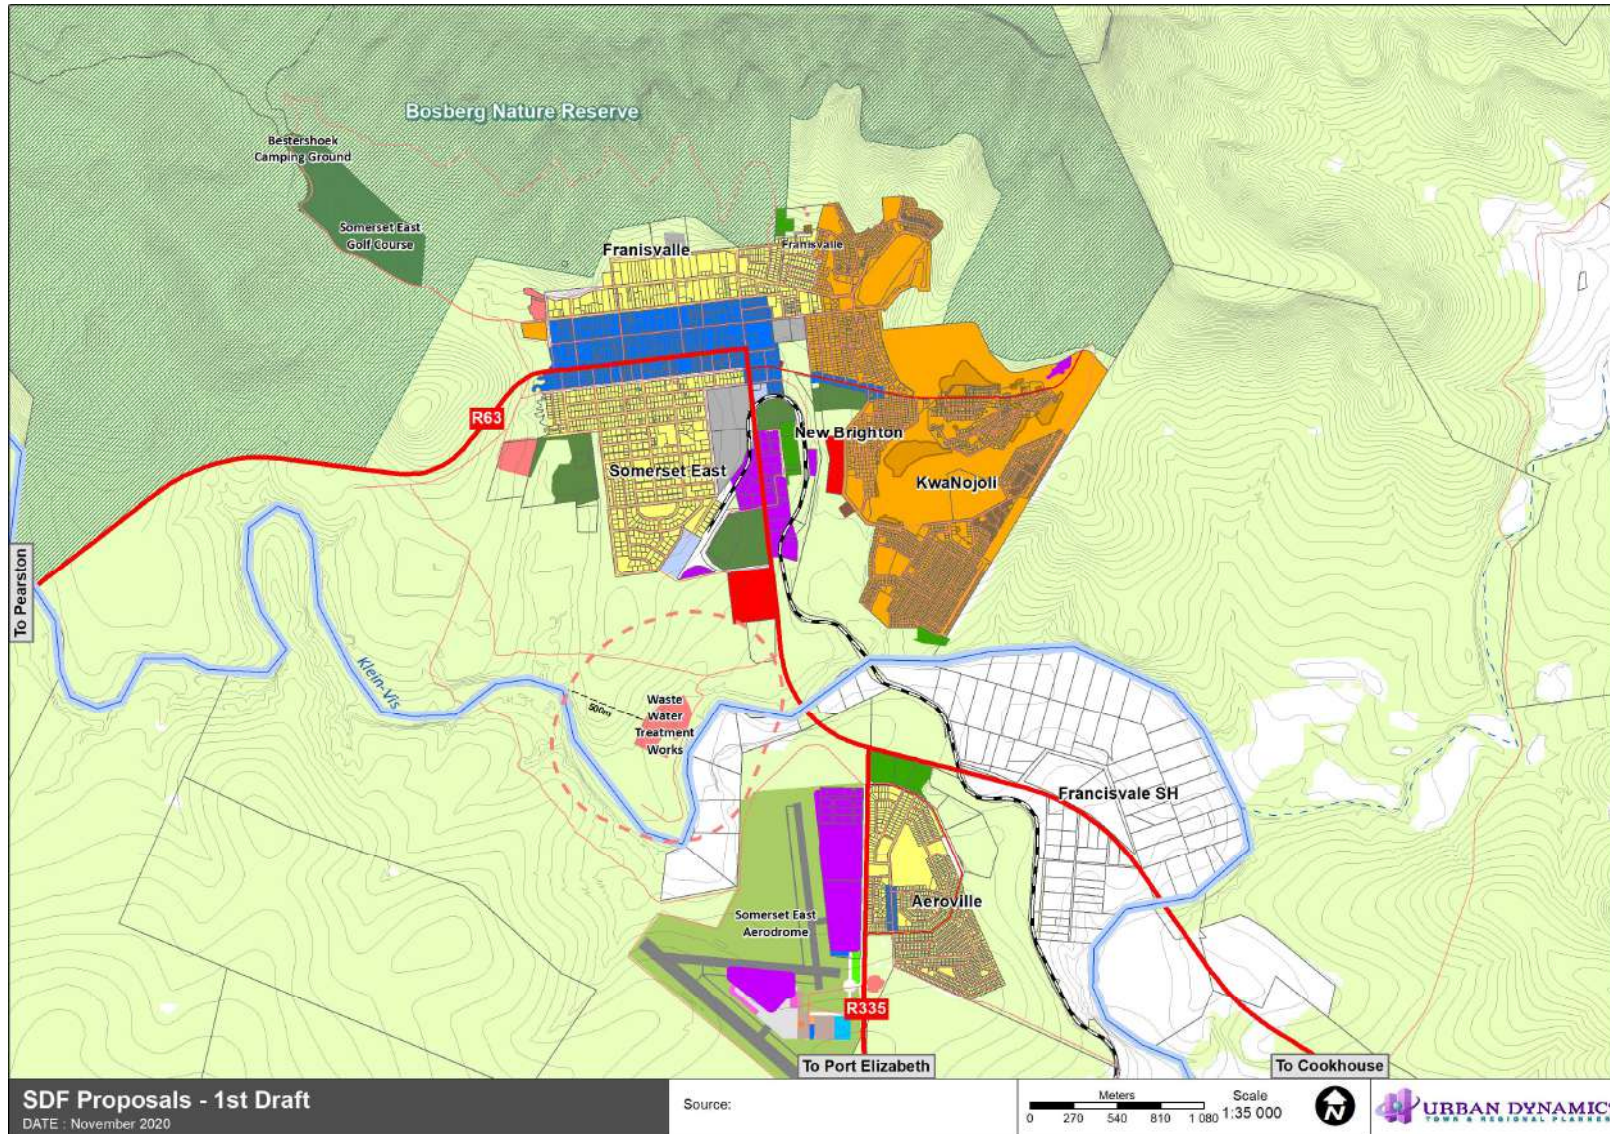 Bosberg Nature Reserve
Bestershoek
Camping Ground
Somerset East
Golf Course
Franisvalle
Franisvalle
R63
New Brighton
Somerset East
KwaNojoli
To Pearston
Klein-Vis
500m
Waste
Water
Treatment
Works
Francisvale SH
Aeroville
Somerset East
Aerodrome
R335
To Port Elizabeth
To Cookhouse
SDF Proposals - 1st Draft
DATE : November 2020
Source:
Meters
0 270 540 810 1 080
Scale
1:35 000
N
URBAN DYNAMICS
TOWN & REGIONAL PLANNERS